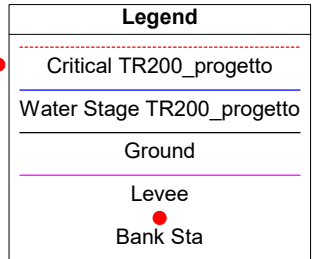 Legend
Critical TR200_progetto
Water Stage TR200_progetto
Ground
Levee
Bank Sta